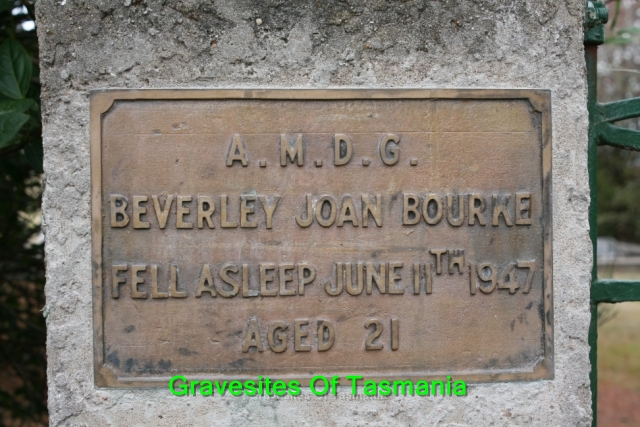 A.M.D.G.
BEVERLEY JOAN BOURKE
FELL ASLEEP JUNE 11TH 1947
AGED 21
Gravesites Of Tasmania